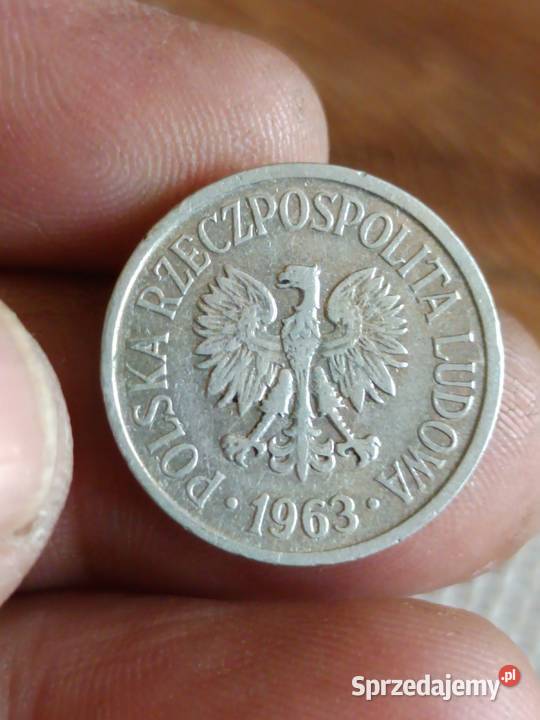 POLSKA RZECZPOSPOLITA LUDOWA
· 1963 ·
Sprzedajemy.pl